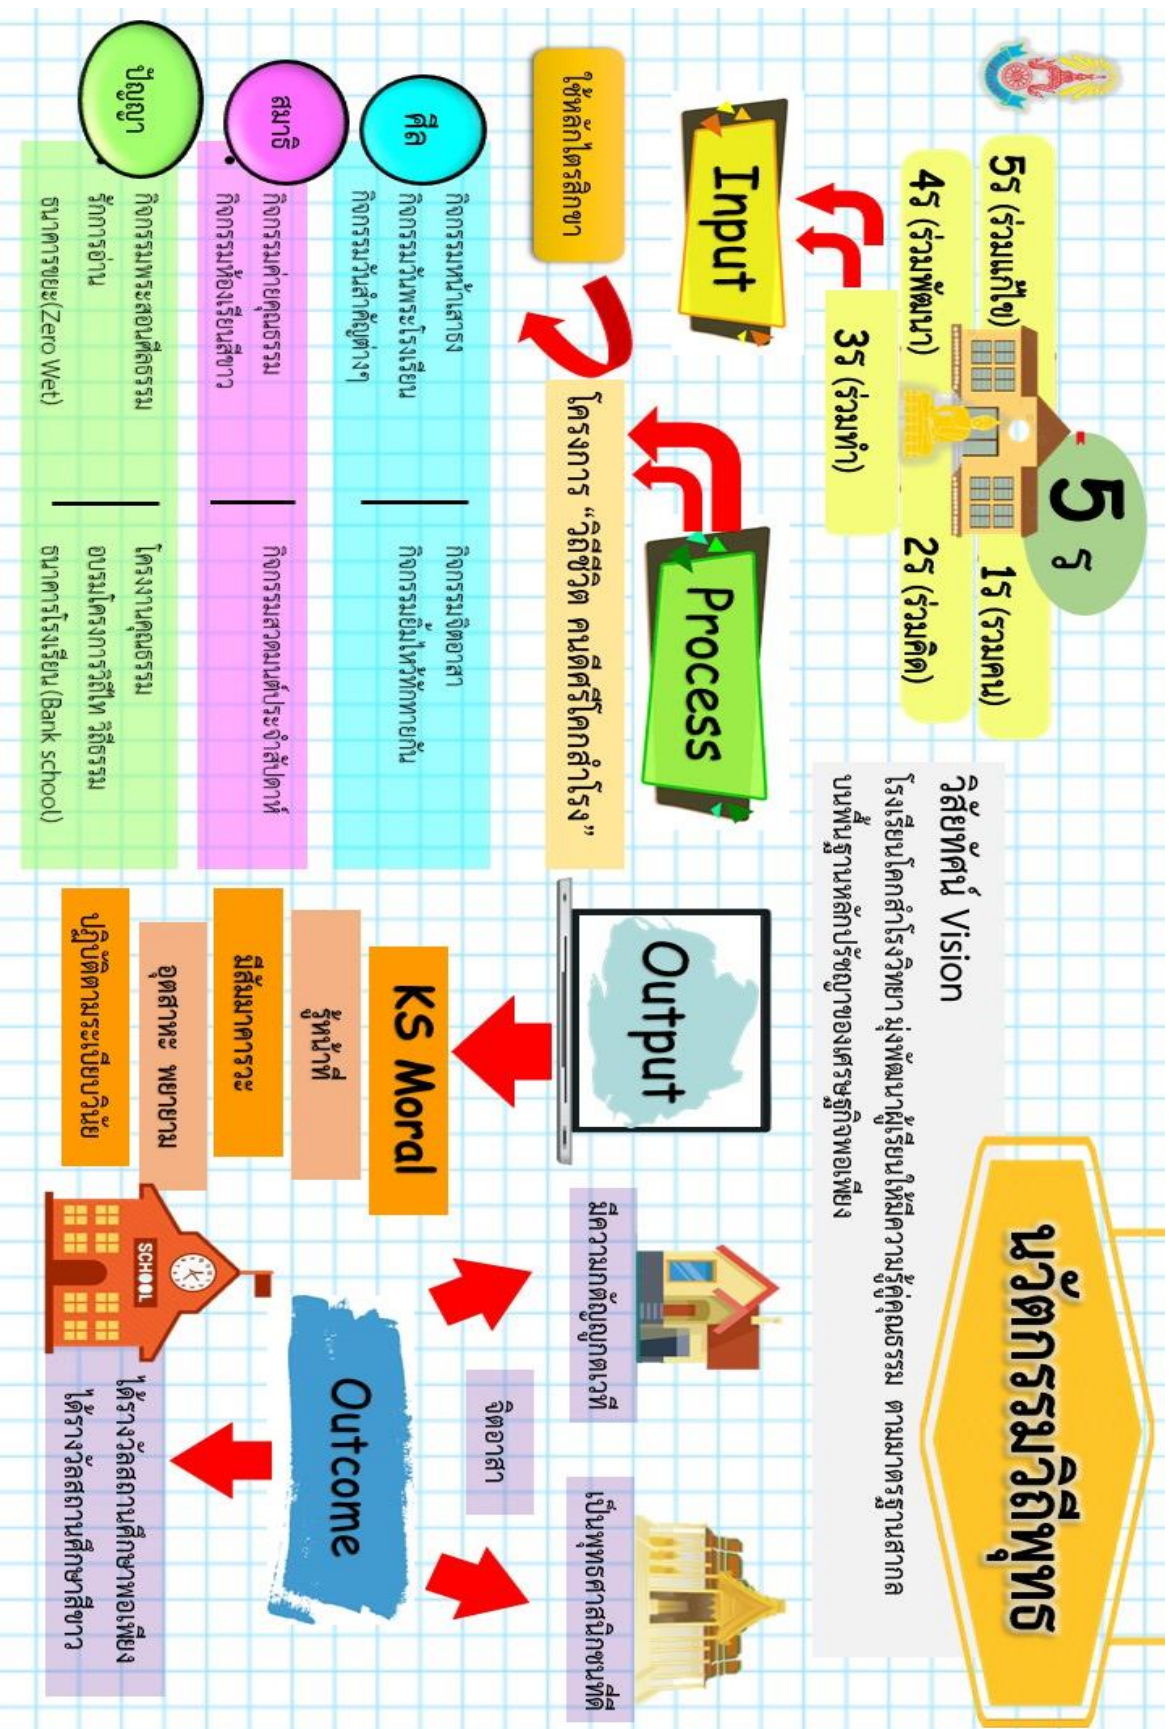 นวัตกรรมวิถีพุทธ
5 ร
1ร (รวมคน)
2ร (ร่วมคิด)
3ร (ร่วมทำ)
4ร (ร่วมพัฒนา)
5ร (ร่วมแก้ไข)
วิสัยทัศน์ Vision
โรงเรียนโคกสำโรงวิทยา มุ่งพัฒนาผู้เรียนให้มีความรู้คู่คุณธรรม ตามมาตรฐานสากล
บนพื้นฐานหลักปรัชญาของเศรษฐกิจพอเพียง
Input
ใช้หลักไตรสิกขา
Process
โครงการ “วิถีชีวิต คนดีศรีโคกสำโรง”
ศีล
กิจกรรมหน้าเสาธง
กิจกรรมวันพระโรงเรียน
กิจกรรมวันสำคัญต่างๆ
กิจกรรมจิตอาสา
กิจกรรมยิ้มไหว้ทักทายกัน
สมาธิ
กิจกรรมค่ายคุณธรรม
กิจกรรมห้องเรียนสีขาว
กิจกรรมสวดมนต์ประจำสัปดาห์
ปัญญา
กิจกรรมพระสอนศีลธรรม
รักการอ่าน
ธนาคารขยะ(Zero Wet)
โครงงานคุณธรรม
อบรมโครงการวิถีไท วิถีธรรม
ธนาคารโรงเรียน (Bank school)
Output
KS Moral
รู้หน้าที่
มีสัมมาคาราวะ
อุตสาหะ พยายาม
ปฏิบัติตามระเบียบวินัย
Outcome
มีความกตัญญูกตเวที
จิตอาสา
เป็นพุทธศาสนิกชนที่ดี
SCHOOL
ได้รางวัลสถานศึกษาพอเพียง
ได้รางวัลสถานศึกษาสีขาว